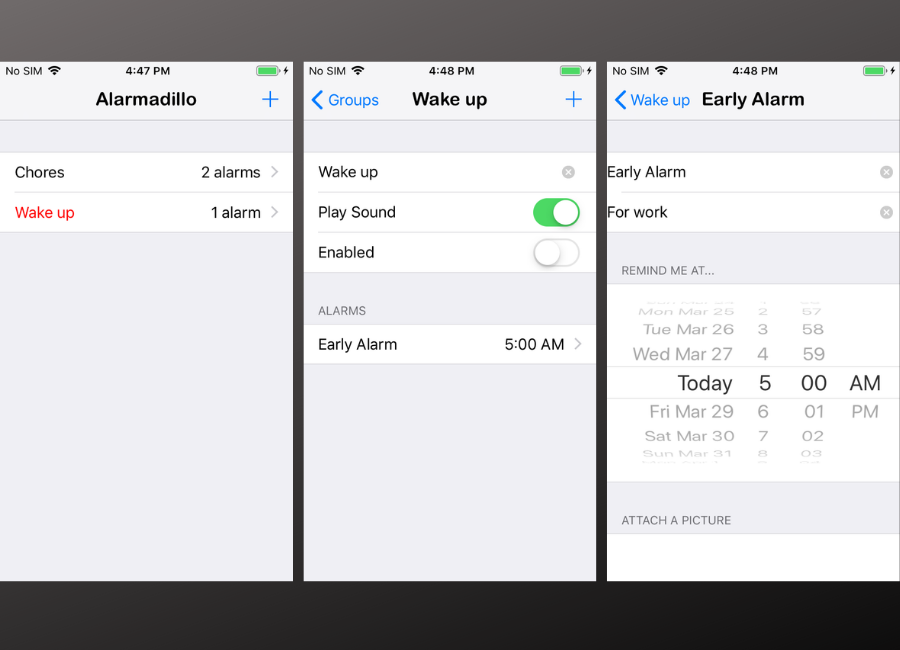 No SIM 4:47 PM
Alarmadillo +
Chores 2 alarms
Wake up 1 alarm
No SIM 4:48 PM
Groups Wake up +
Wake up
Play Sound
Enabled
ALARMS
Early Alarm 5:00 AM
No SIM 4:48 PM
Wake up Early Alarm
Early Alarm
For work
REMIND ME AT...
Mon Mar 25 2 57
Tue Mar 26 3 58
Wed Mar 27 4 59
Today 5 00 AM
Fri Mar 29 6 01 PM
Sat Mar 30 7 02
Sun Mar 31 8 03
ATTACH A PICTURE